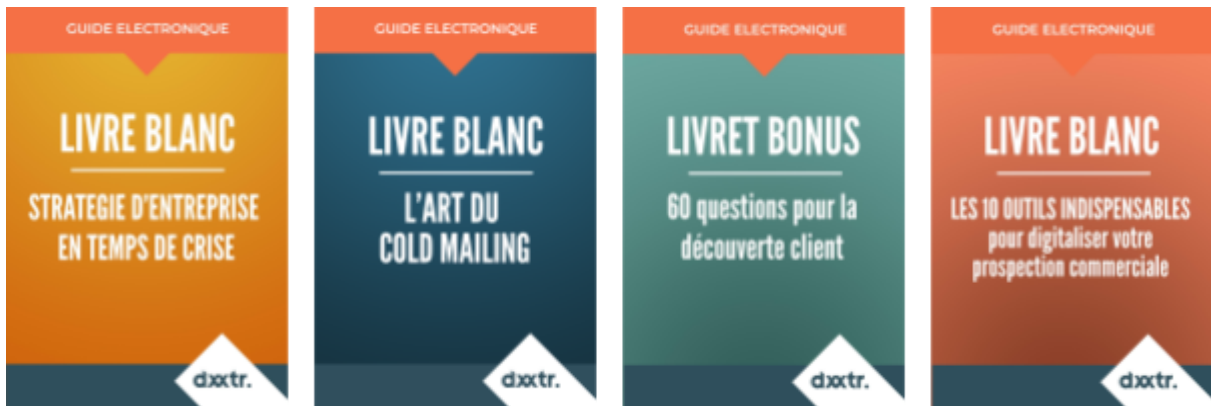 GUIDE ELECTRONIQUE
LIVRE BLANC
STRATEGIE D'ENTREPRISE
EN TEMPS DE CRISE
dxxtr.
GUIDE ELECTRONIQUE
LIVRE BLANC
L'ART DU
COLD MAILING
dxxtr.
GUIDE ELECTRONIQUE
LIVRET BONUS
60 questions pour la
découverte client
dxxtr.
GUIDE ELECTRONIQUE
LIVRE BLANC
LES 10 OUTILS INDISPENSABLES
pour digitaliser votre
prospection commerciale
dxxtr.